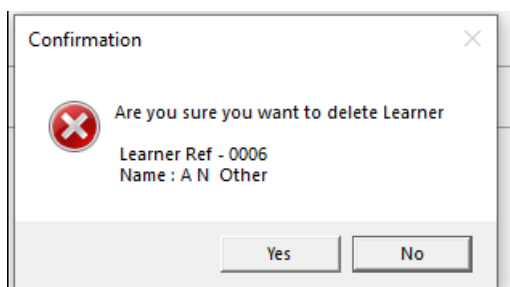 Confirmation
Are you sure you want to delete Learner
Learner Ref - 0006
Name : A N  Other
Yes
No